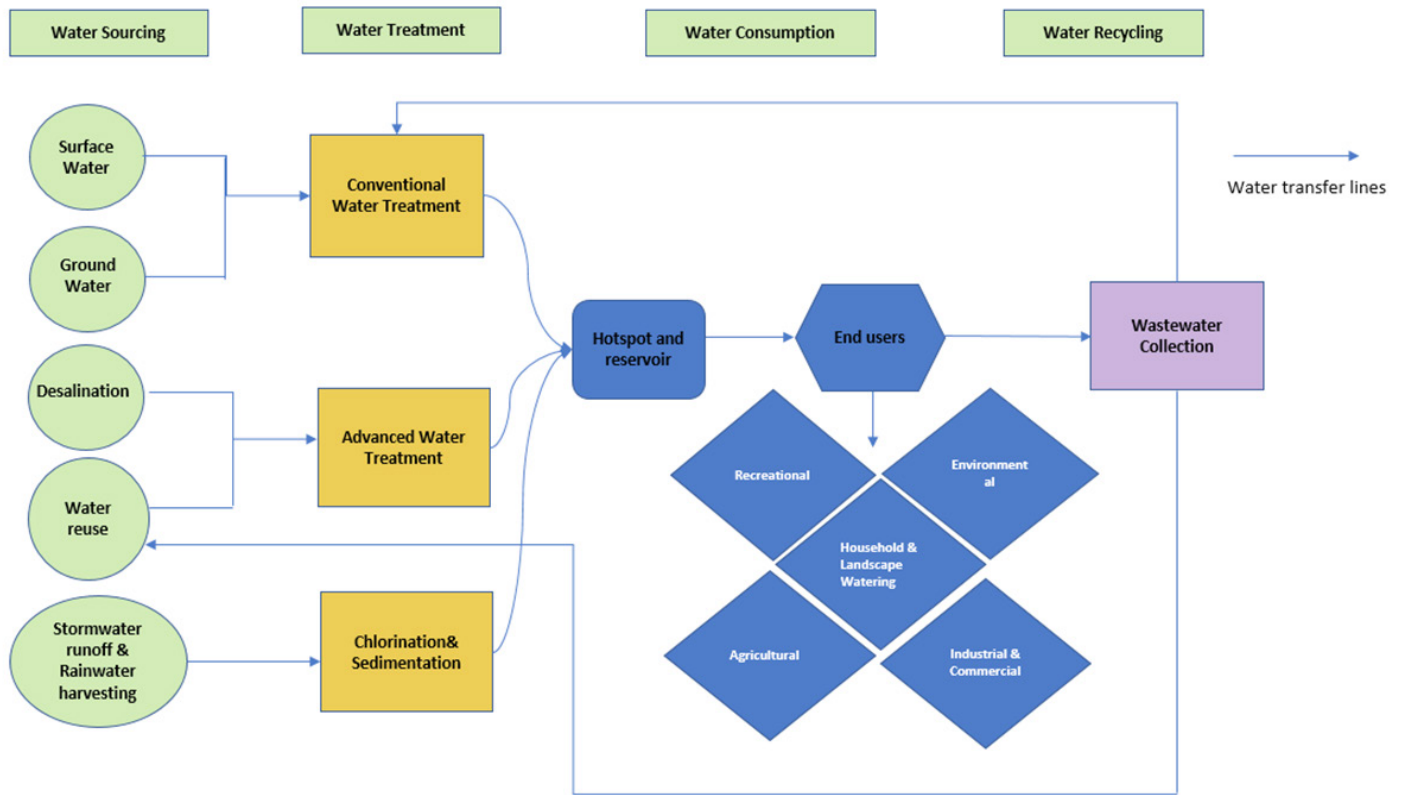 Water Sourcing
Water Treatment
Water Consumption
Water Recycling
Surface
Water
Conventional
Water Treatment
Water transfer lines
Ground
Water
Hotspot and
reservoir
End users
Wastewater
Collection
Desalination
Advanced Water
Treatment
Recreational
Environment
al
Water
reuse
Household &
Landscape
Watering
Stormwater
runoff &
Rainwater
harvesting
Chlorination&
Sedimentation
Agricultural
Industrial &
Commercial